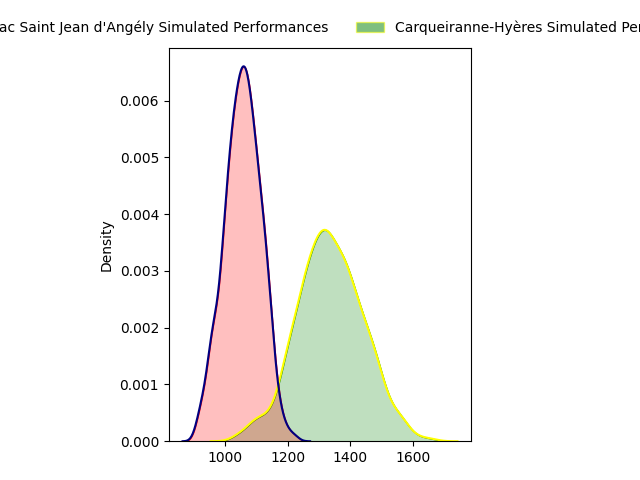 ac Saint Jean d'Angély Simulated Performances Carqueiranne-Hyères Simulated Per
0.006
0.005
0.004
0.003
0.002
0.001
0.000
Density
1000 1200 1400 1600